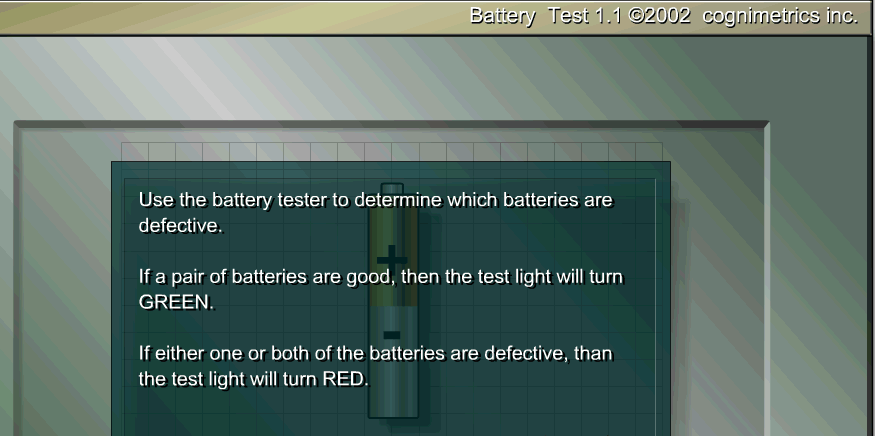 Battery Test 1.1 ©2002 cognimetrics inc.
Use the battery tester to determine which batteries are
defective.
If a pair of batteries are good, then the test light will turn
GREEN.
If either one or both of the batteries are defective, than
the test light will turn RED.
+
-